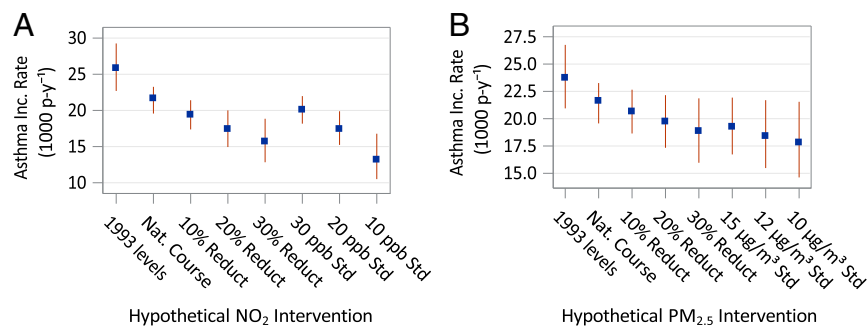 A
Asthma Inc. Rate
(1000 p-y⁻¹)
30
25
20
15
10
1993 levels
Nat. Course
10% Reduct
20% Reduct
30% Reduct
30 ppb Std
20 ppb Std
10 ppb Std
Hypothetical NO₂ Intervention
B
Asthma Inc. Rate
(1000 p-y⁻¹)
27.5
25.0
22.5
20.0
17.5
15.0
1993 levels
Nat. Course
10% Reduct
20% Reduct
30% Reduct
15 µg/m³ Std
12 µg/m³ Std
10 µg/m³ Std
Hypothetical PM₂.₅ Intervention